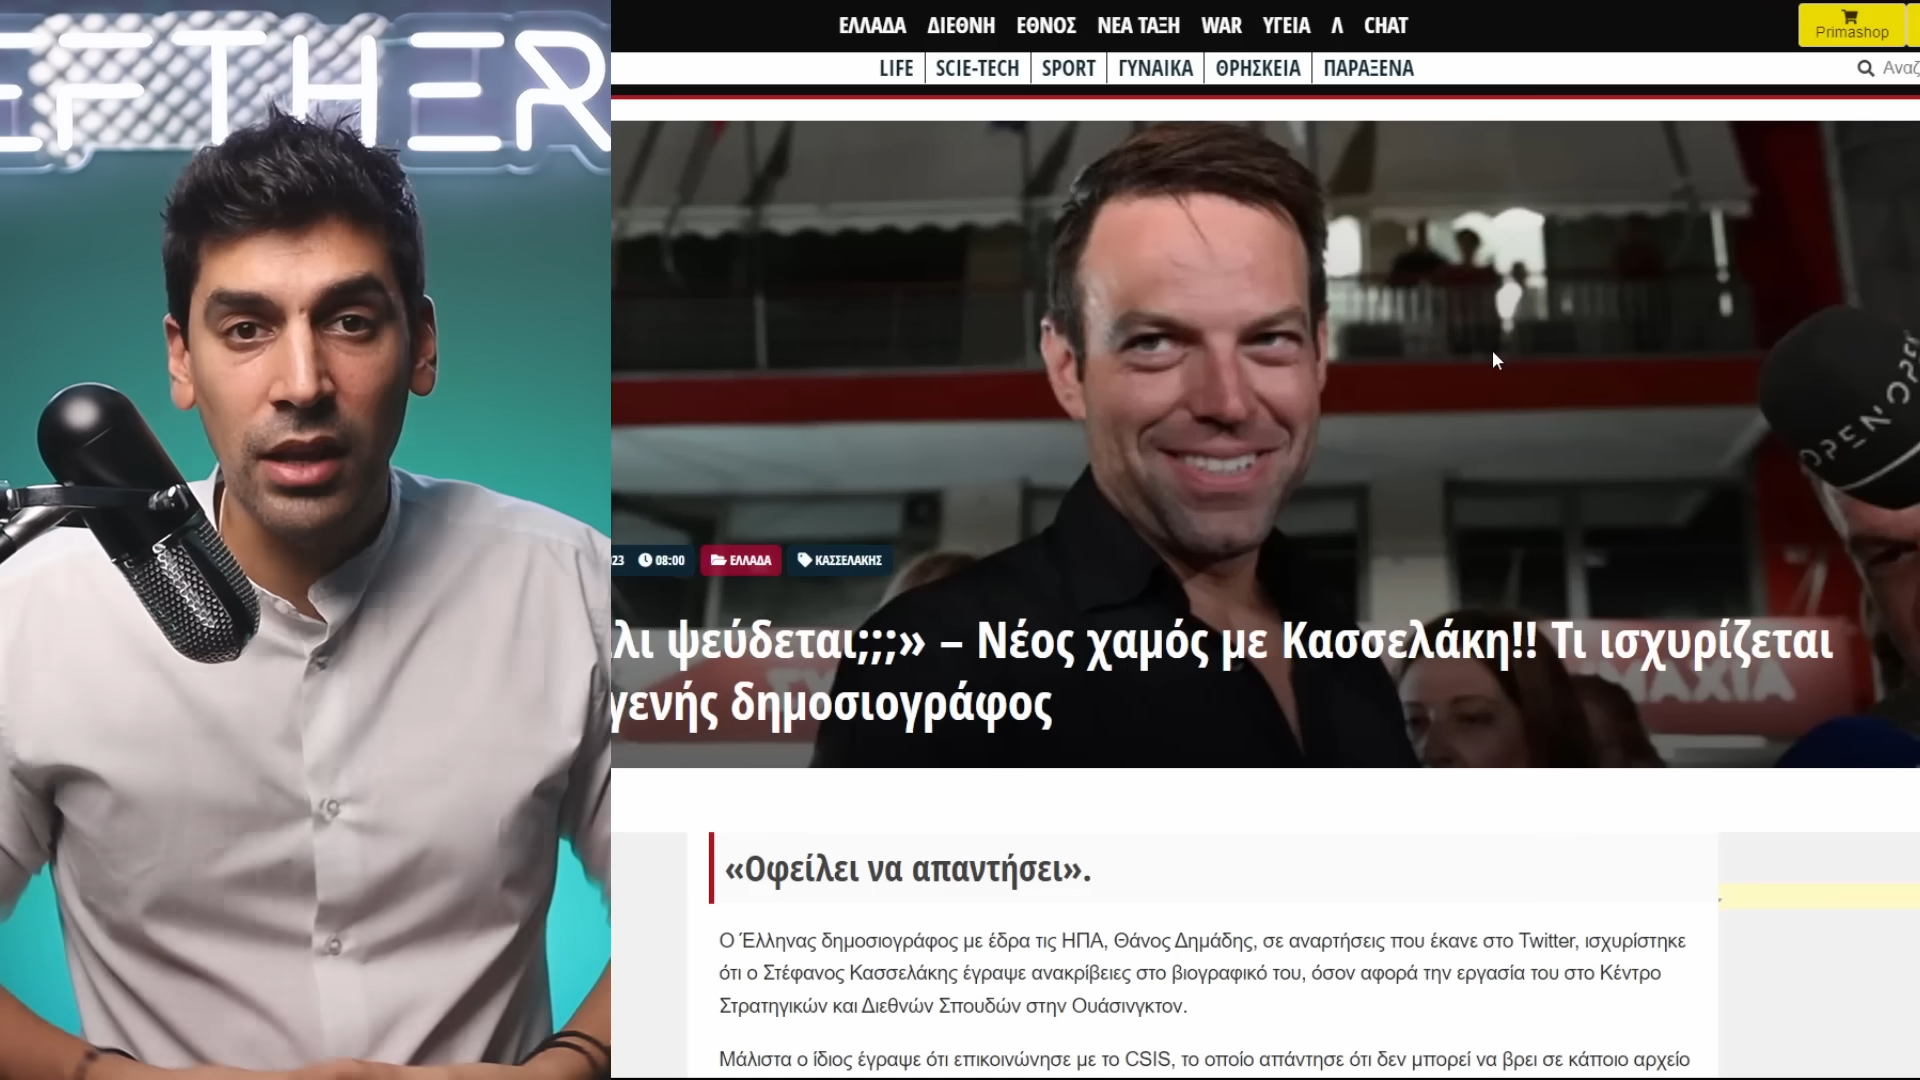 ΕΛΛΑΔΑ ΔΙΕΘΝΗ ΕΘΝΟΣ ΝΕΑ ΤΑΞΗ WAR ΥΓΕΙΑ Λ CHAT
Primashop
LIFE SCIE-TECH SPORT ΓΥΝΑΙΚΑ ΘΡΗΣΚΕΙΑ ΠΑΡΑΞΕΝΑ
Αναζ
EFTHER
OPEN
23 08:00 ΕΛΛΑΔΑ ΚΑΣΣΕΛΑΚΗΣ
λι ψεύδεται;;;» – Νέος χαμός με Κασσελάκη!! Τι ισχυρίζεται
γενής δημοσιογράφος
«Οφείλει να απαντήσει».
Ο Έλληνας δημοσιογράφος με έδρα τις ΗΠΑ, Θάνος Δημάδης, σε αναρτήσεις που έκανε στο Twitter, ισχυρίστηκε
ότι ο Στέφανος Κασσελάκης έγραψε ανακρίβειες στο βιογραφικό του, όσον αφορά την εργασία του στο Κέντρο
Στρατηγικών και Διεθνών Σπουδών στην Ουάσινγκτον.
Μάλιστα ο ίδιος έγραψε ότι επικοινώνησε με το CSIS, το οποίο απάντησε ότι δεν μπορεί να βρει σε κάποιο αρχείο